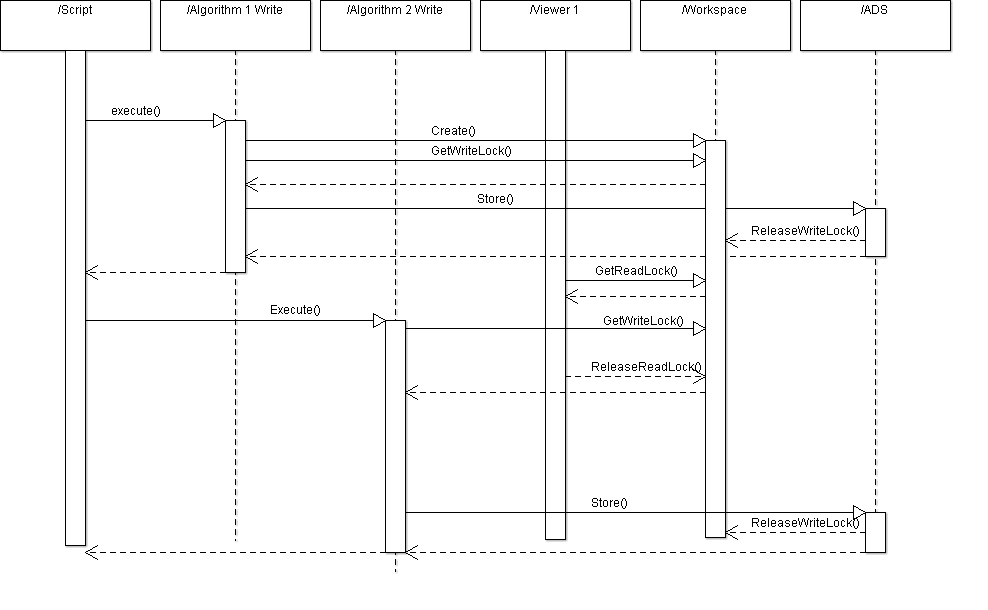 /Script
/Algorithm 1 Write
/Algorithm 2 Write
/Viewer 1
/Workspace
/ADS
execute()
Create()
GetWriteLock()
Store()
ReleaseWriteLock()
GetReadLock()
Execute()
GetWriteLock()
ReleaseReadLock()
Store()
ReleaseWriteLock()